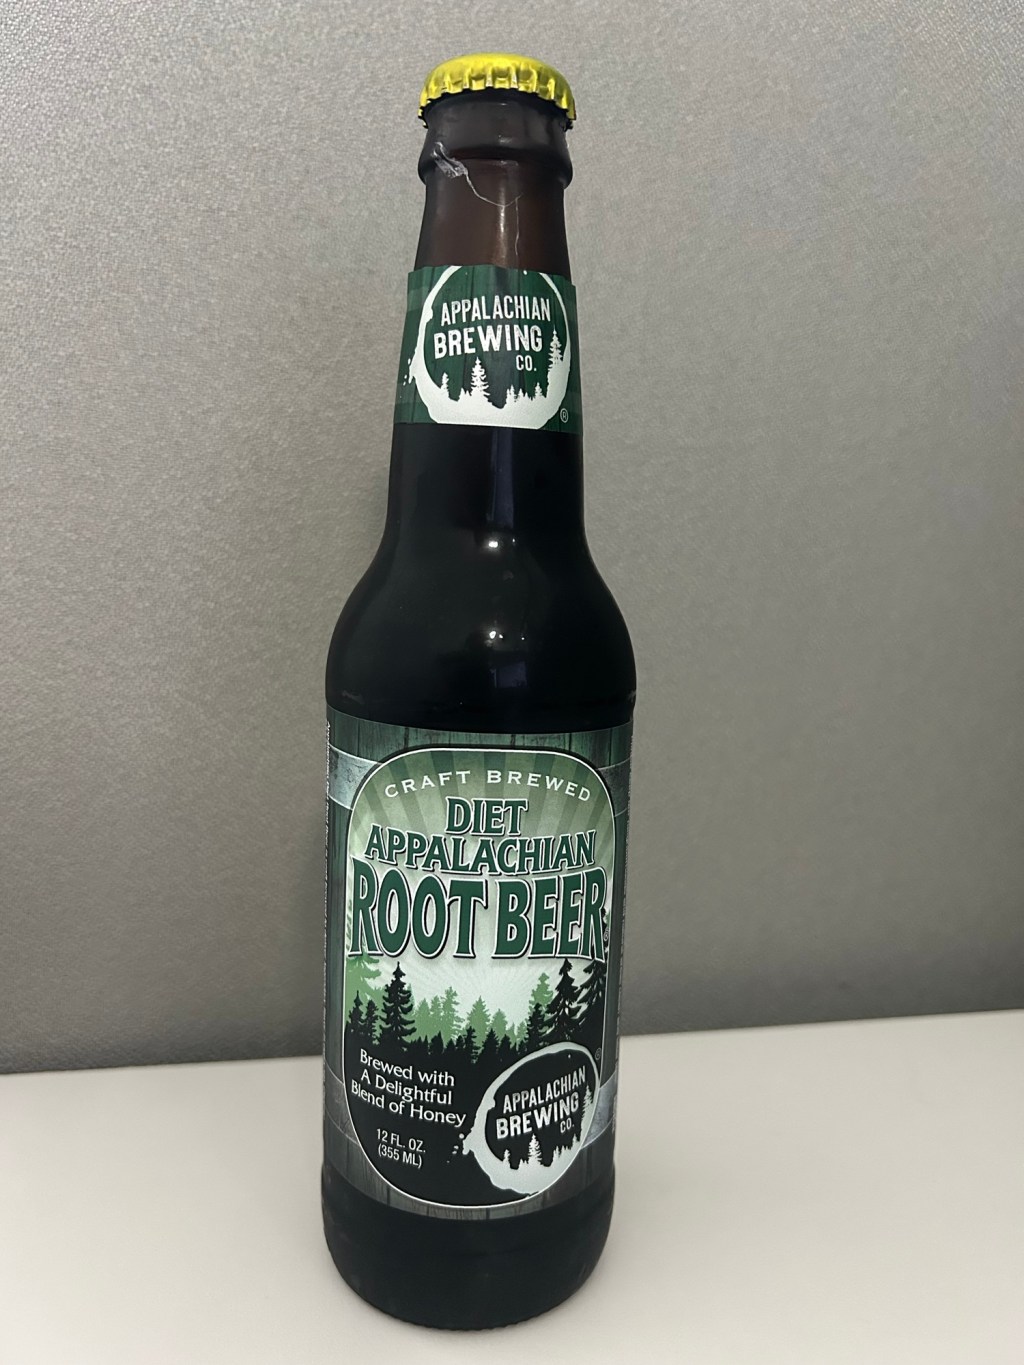 APPALACHIAN
BREWING
CO.
®
CRAFT BREWED
DIET
APPALACHIAN
ROOT BEER
Brewed with
A Delightful
Blend of Honey
12 FL. OZ.
(355 ML)
APPALACHIAN
BREWING
CO.